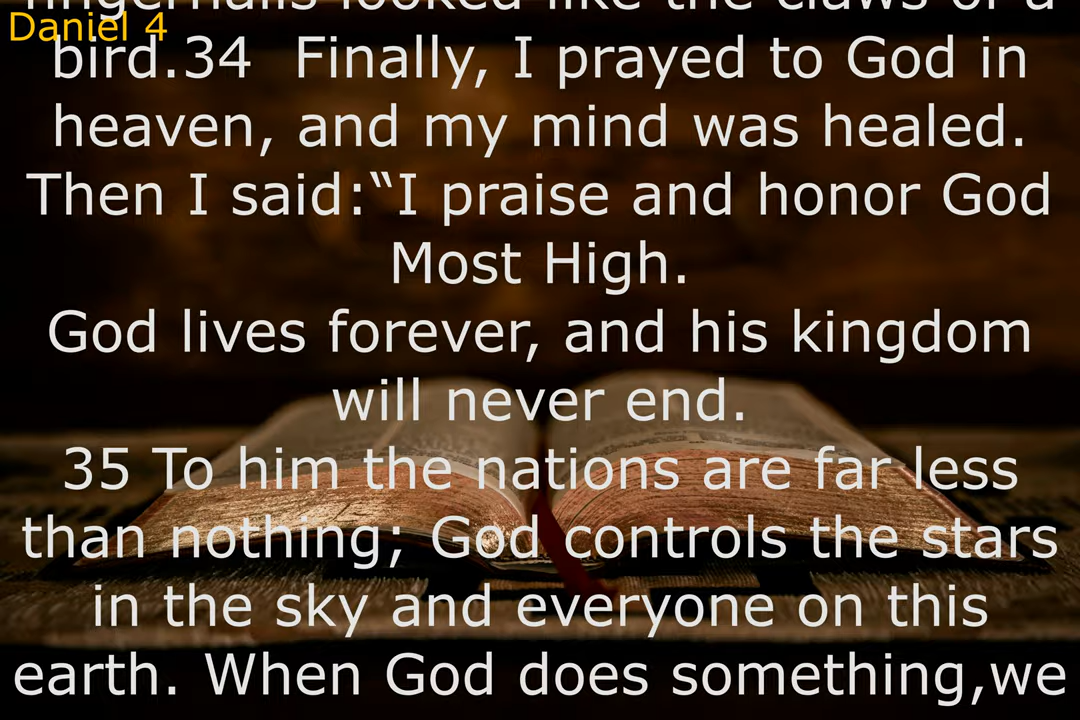 fingernails looked like the claws of a
Daniel 4
bird.34  Finally, I prayed to God in
heaven, and my mind was healed.
Then I said:“I praise and honor God
Most High.
God lives forever, and his kingdom
will never end.
35 To him the nations are far less
than nothing; God controls the stars
in the sky and everyone on this
earth. When God does something,we